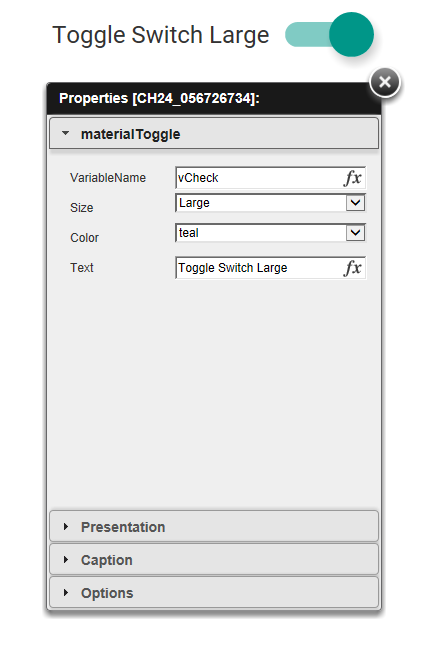 Toggle Switch Large
Properties [CH24_056726734]:
materialToggle
VariableName vCheck fx
Size Large
Color teal
Text Toggle Switch Large fx
Presentation
Caption
Options